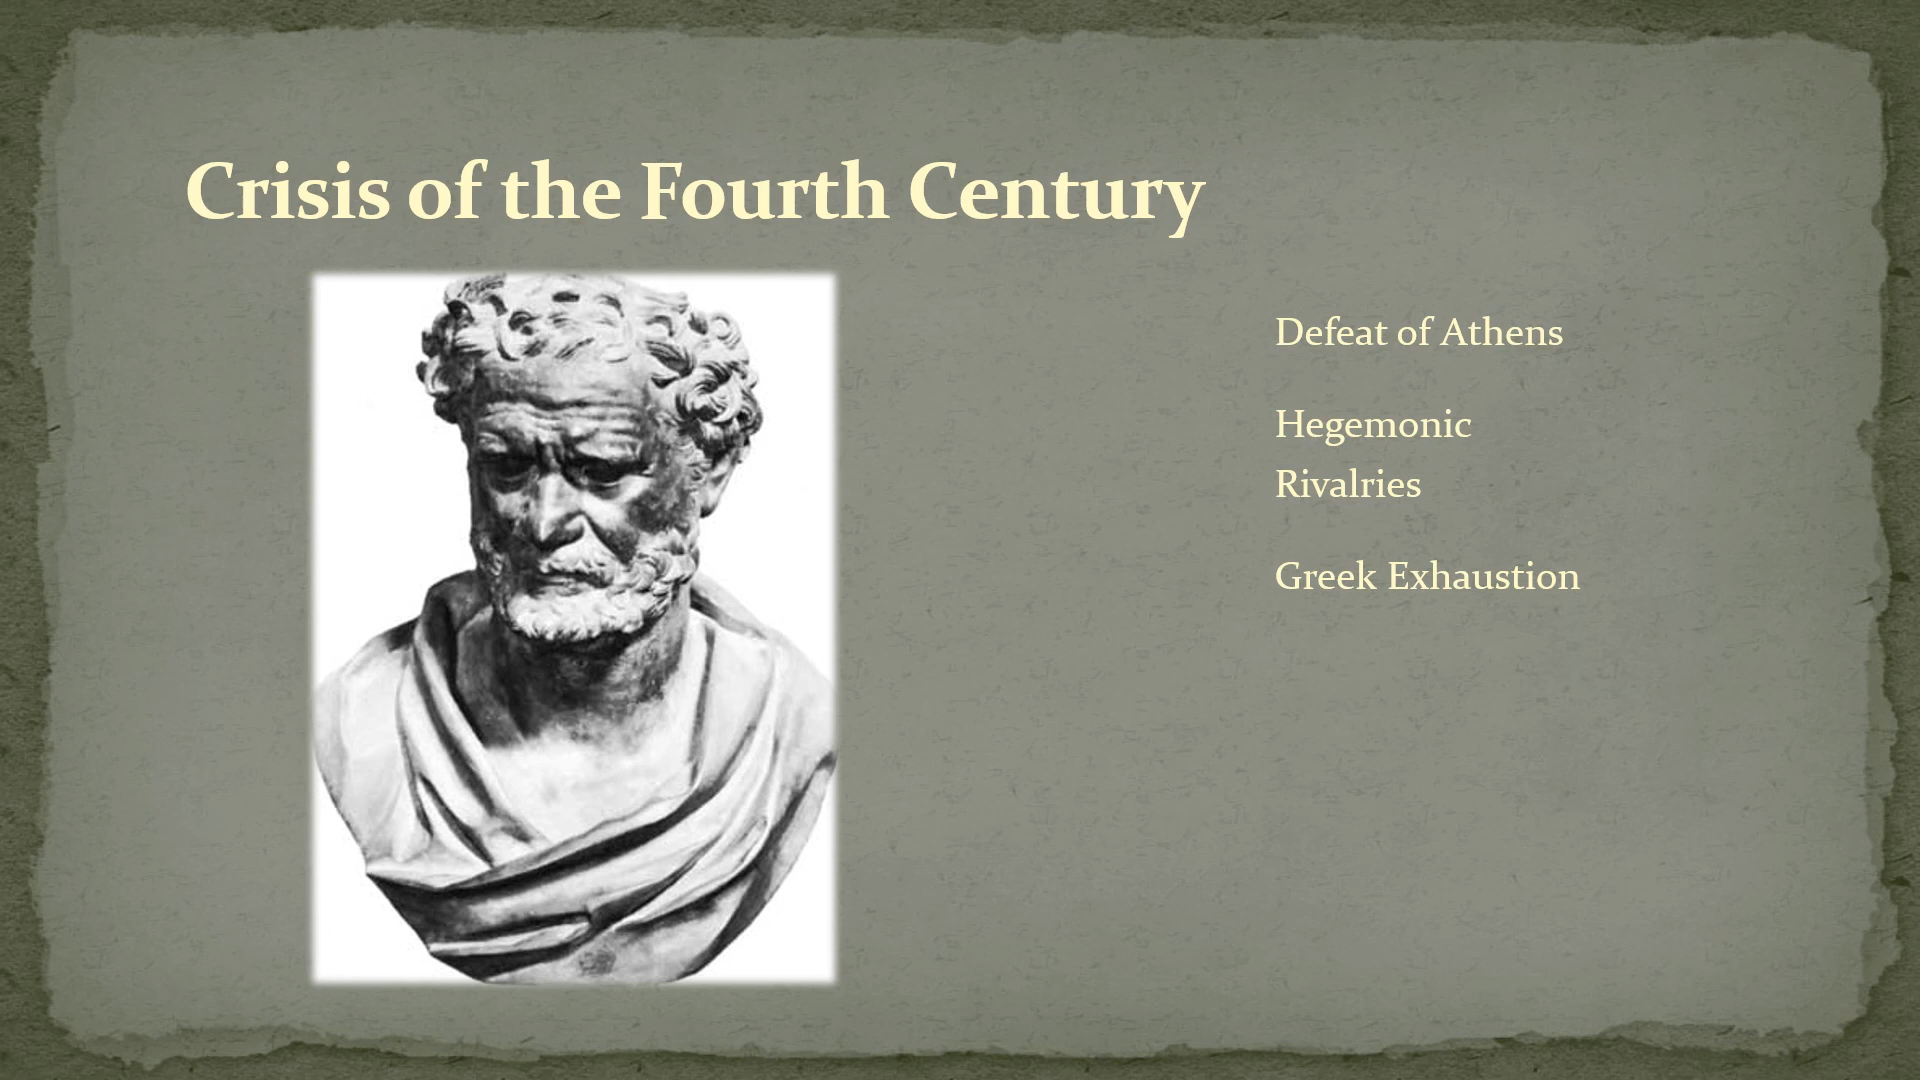 Crisis of the Fourth Century
Defeat of Athens
Hegemonic
Rivalries
Greek Exhaustion